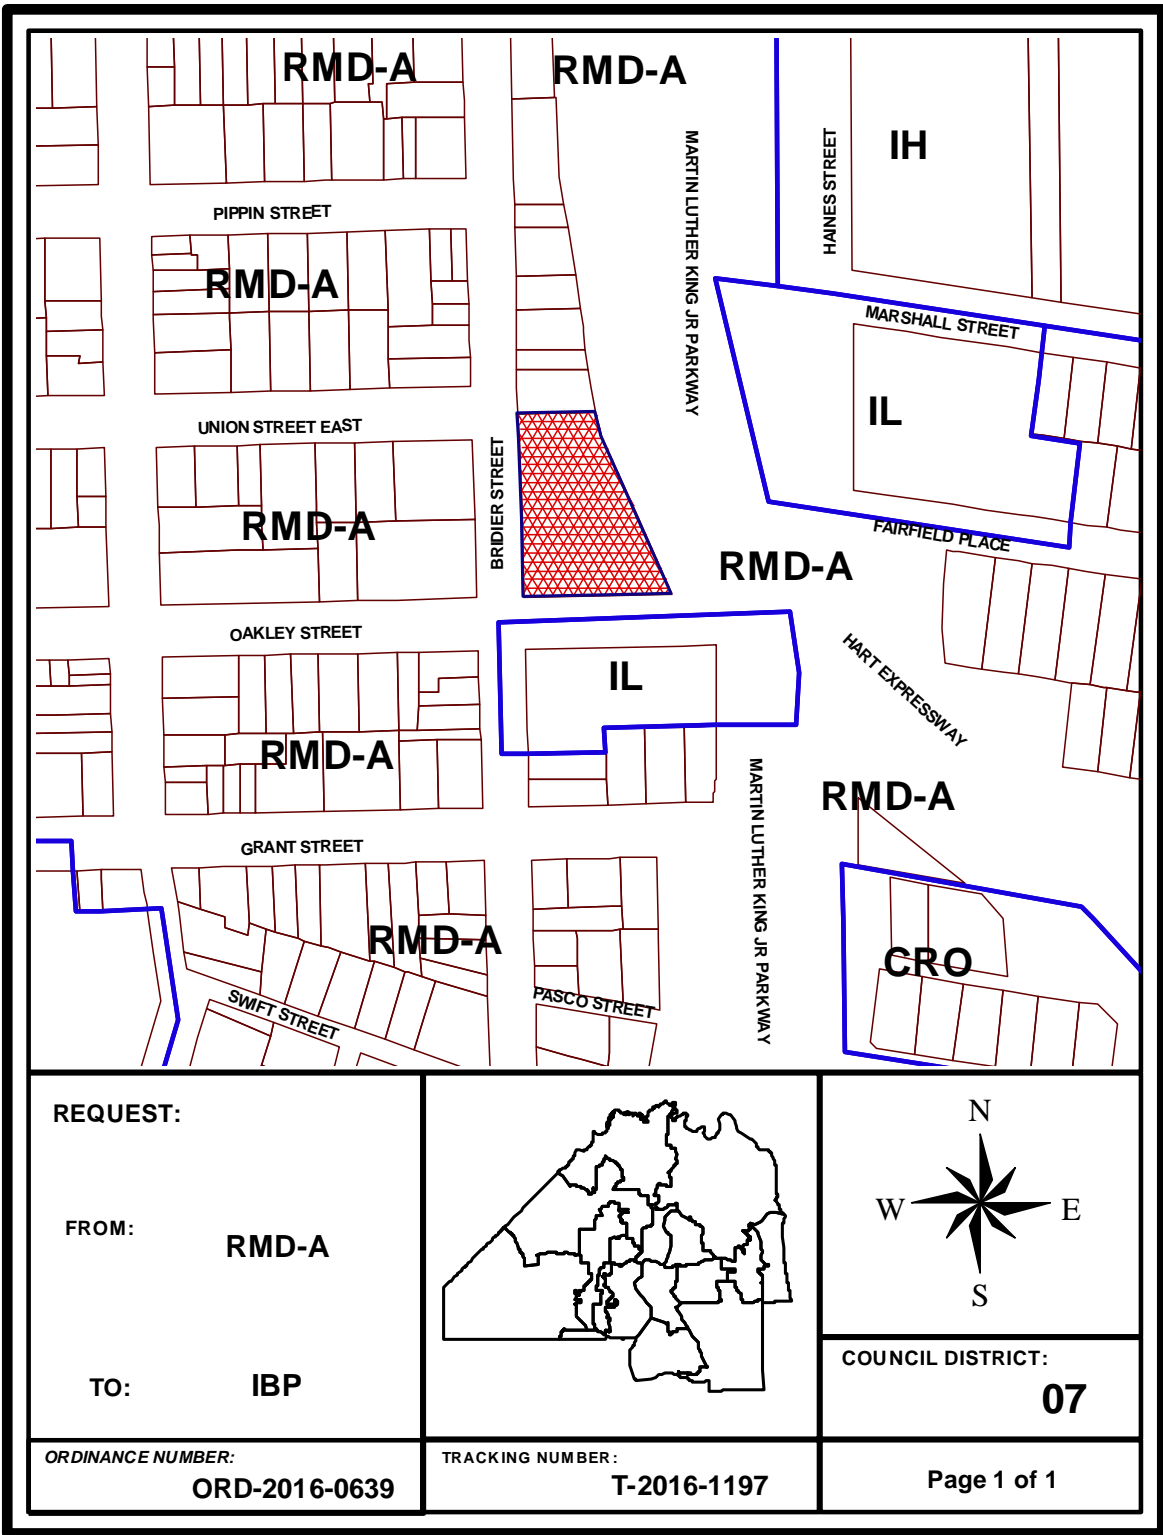 RMD-A
RMD-A
MARTIN LUTHER KING JR PARKWAY
HAINES STREET
IH
PIPPIN STREET
RMD-A
MARSHALL STREET
IL
UNION STREET EAST
BRIDIER STREET
RMD-A
FAIRFIELD PLACE
RMD-A
OAKLEY STREET
IL
HART EXPRESSWAY
RMD-A
MARTIN LUTHER KING JR PARKWAY
RMD-A
GRANT STREET
RMD-A
CRO
SWIFT STREET
PASCO STREET
REQUEST:
FROM:
RMD-A
TO:
IBP
N
W
E
S
COUNCIL DISTRICT:
07
ORDINANCE NUMBER:
ORD-2016-0639
TRACKING NUMBER:
T-2016-1197
Page 1 of 1